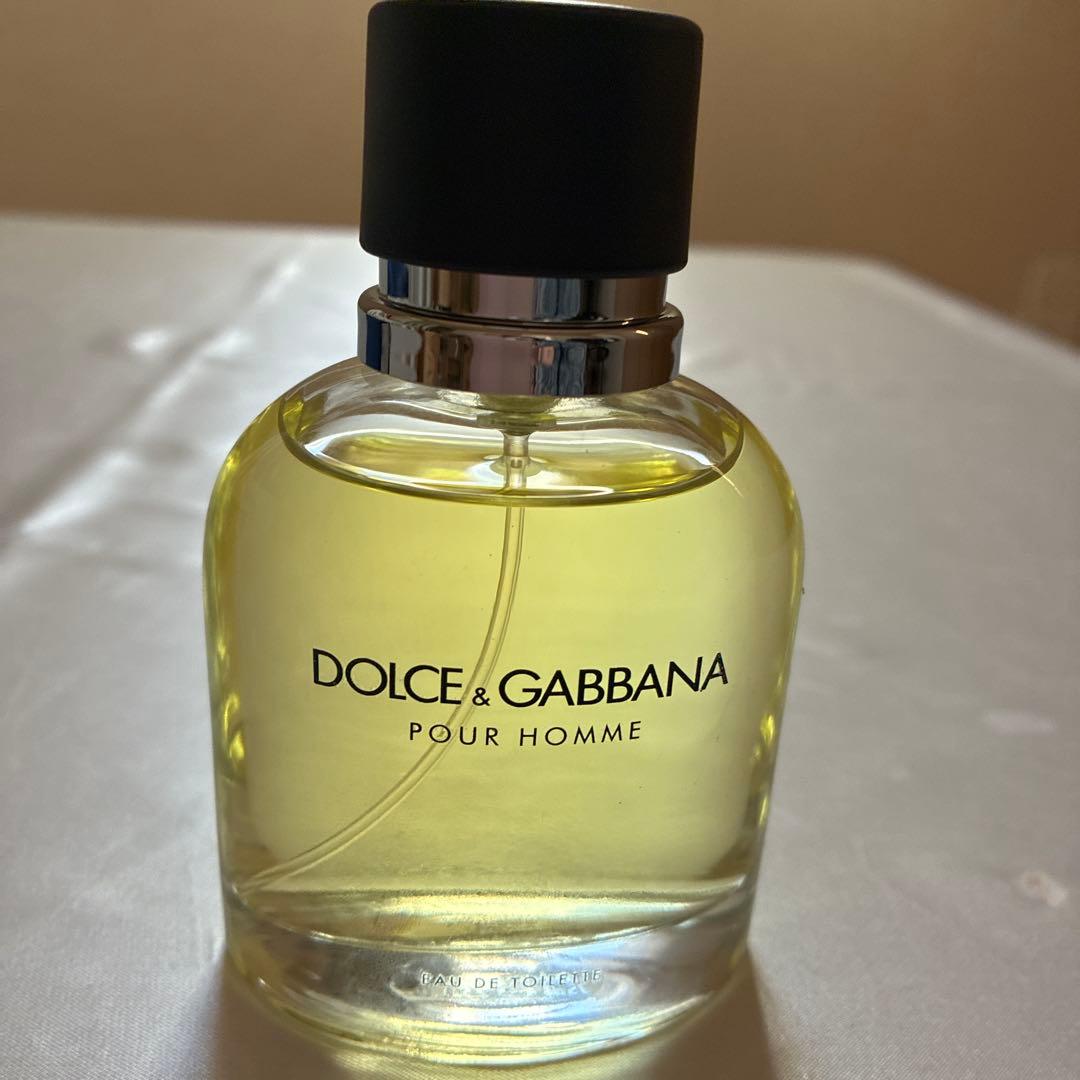 DOLCE & GABBANA
POUR HOMME
EAU DE TOILETTE